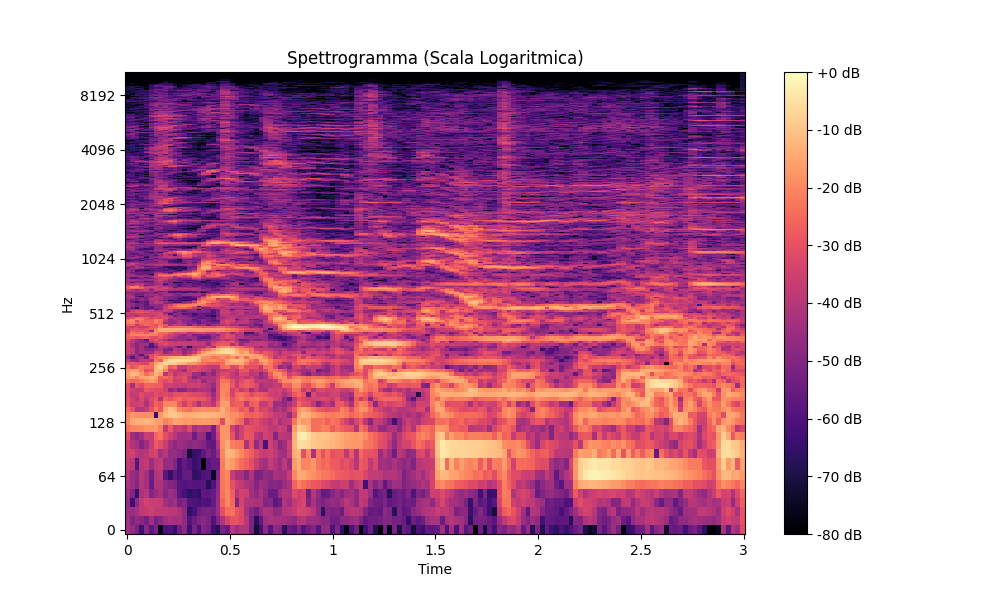 Spettrogramma (Scala Logaritmica)
8192
4096
2048
1024
512
256
128
64
0
Hz
0
0.5
1
1.5
2
2.5
3
Time
+0 dB
-10 dB
-20 dB
-30 dB
-40 dB
-50 dB
-60 dB
-70 dB
-80 dB